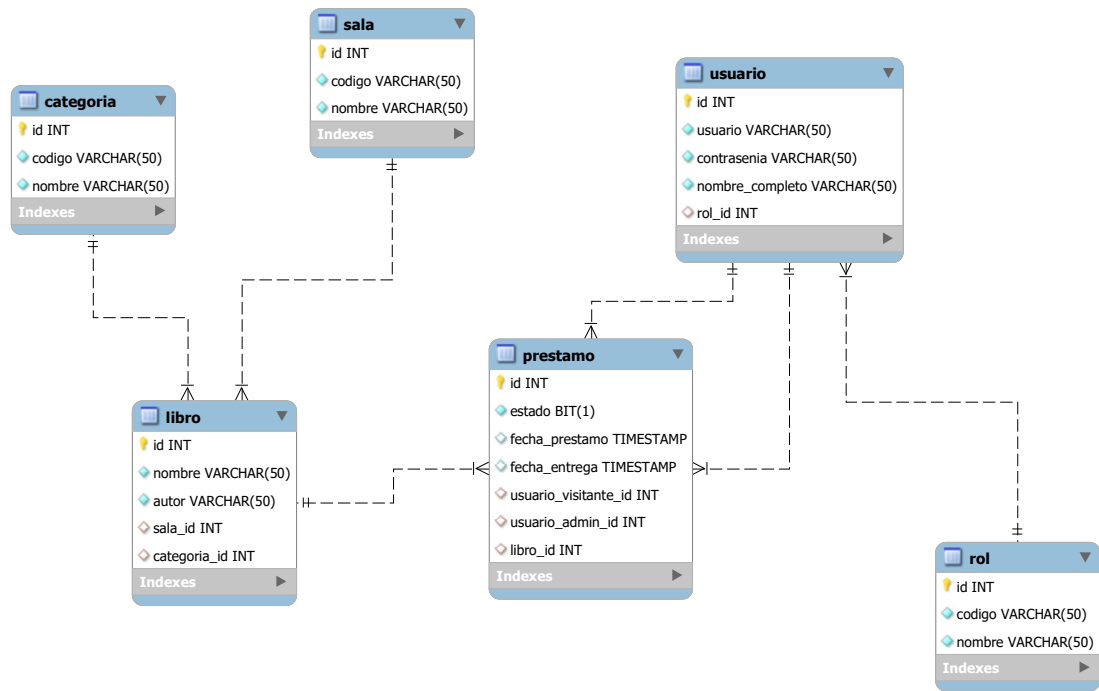 sala
id INT
codigo VARCHAR(50)
nombre VARCHAR(50)
Indexes
categoria
id INT
codigo VARCHAR(50)
nombre VARCHAR(50)
Indexes
usuario
id INT
usuario VARCHAR(50)
contrasenia VARCHAR(50)
nombre_completo VARCHAR(50)
rol_id INT
Indexes
prestamo
id INT
estado BIT(1)
fecha_prestamo TIMESTAMP
fecha_entrega TIMESTAMP
usuario_visitante_id INT
usuario_admin_id INT
libro_id INT
Indexes
libro
id INT
nombre VARCHAR(50)
autor VARCHAR(50)
sala_id INT
categoria_id INT
Indexes
rol
id INT
codigo VARCHAR(50)
nombre VARCHAR(50)
Indexes